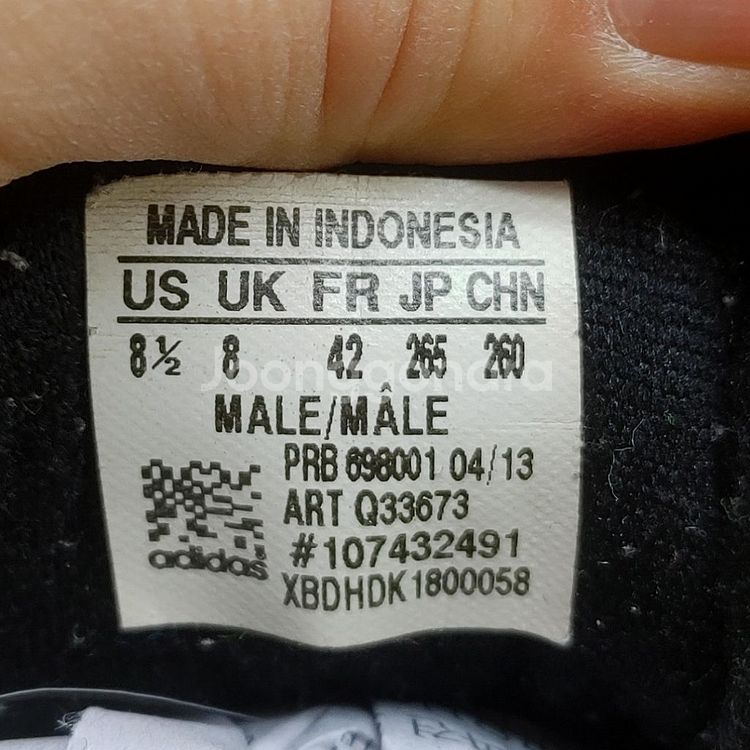 MADE IN INDONESIA
US UK FR JP CHN
8½ 8 42 265 260
Joonggonara
MALE/MÂLE
PRB 698001 04/13
ART Q33673
#107432491
adidas
XBDHDK1800058